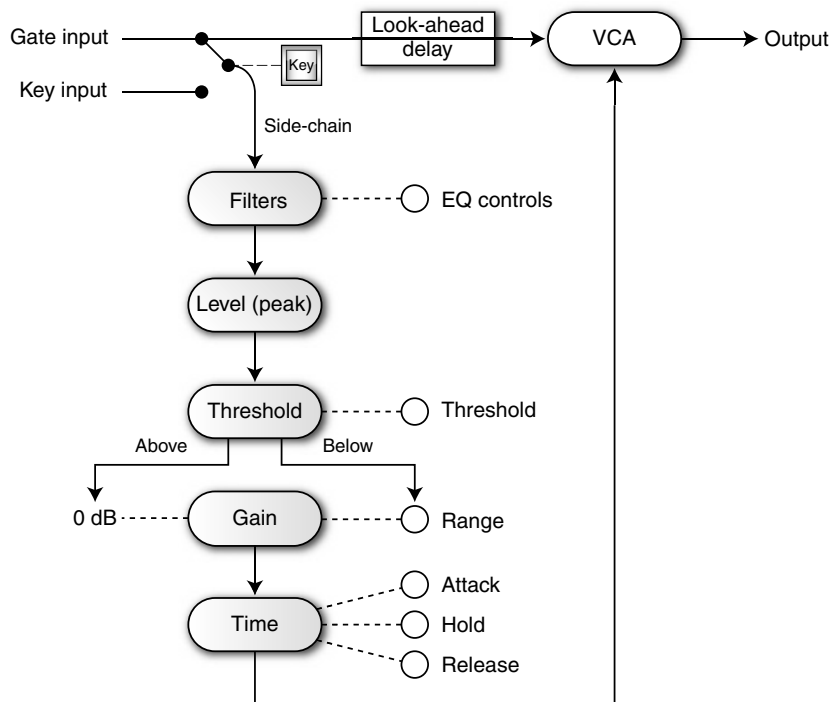 Gate input
Look-ahead
delay
VCA
Output
Key
Key input
Side-chain
Filters
EQ controls
Level (peak)
Threshold
Threshold
Above
Below
0 dB
Gain
Range
Attack
Time
Hold
Release